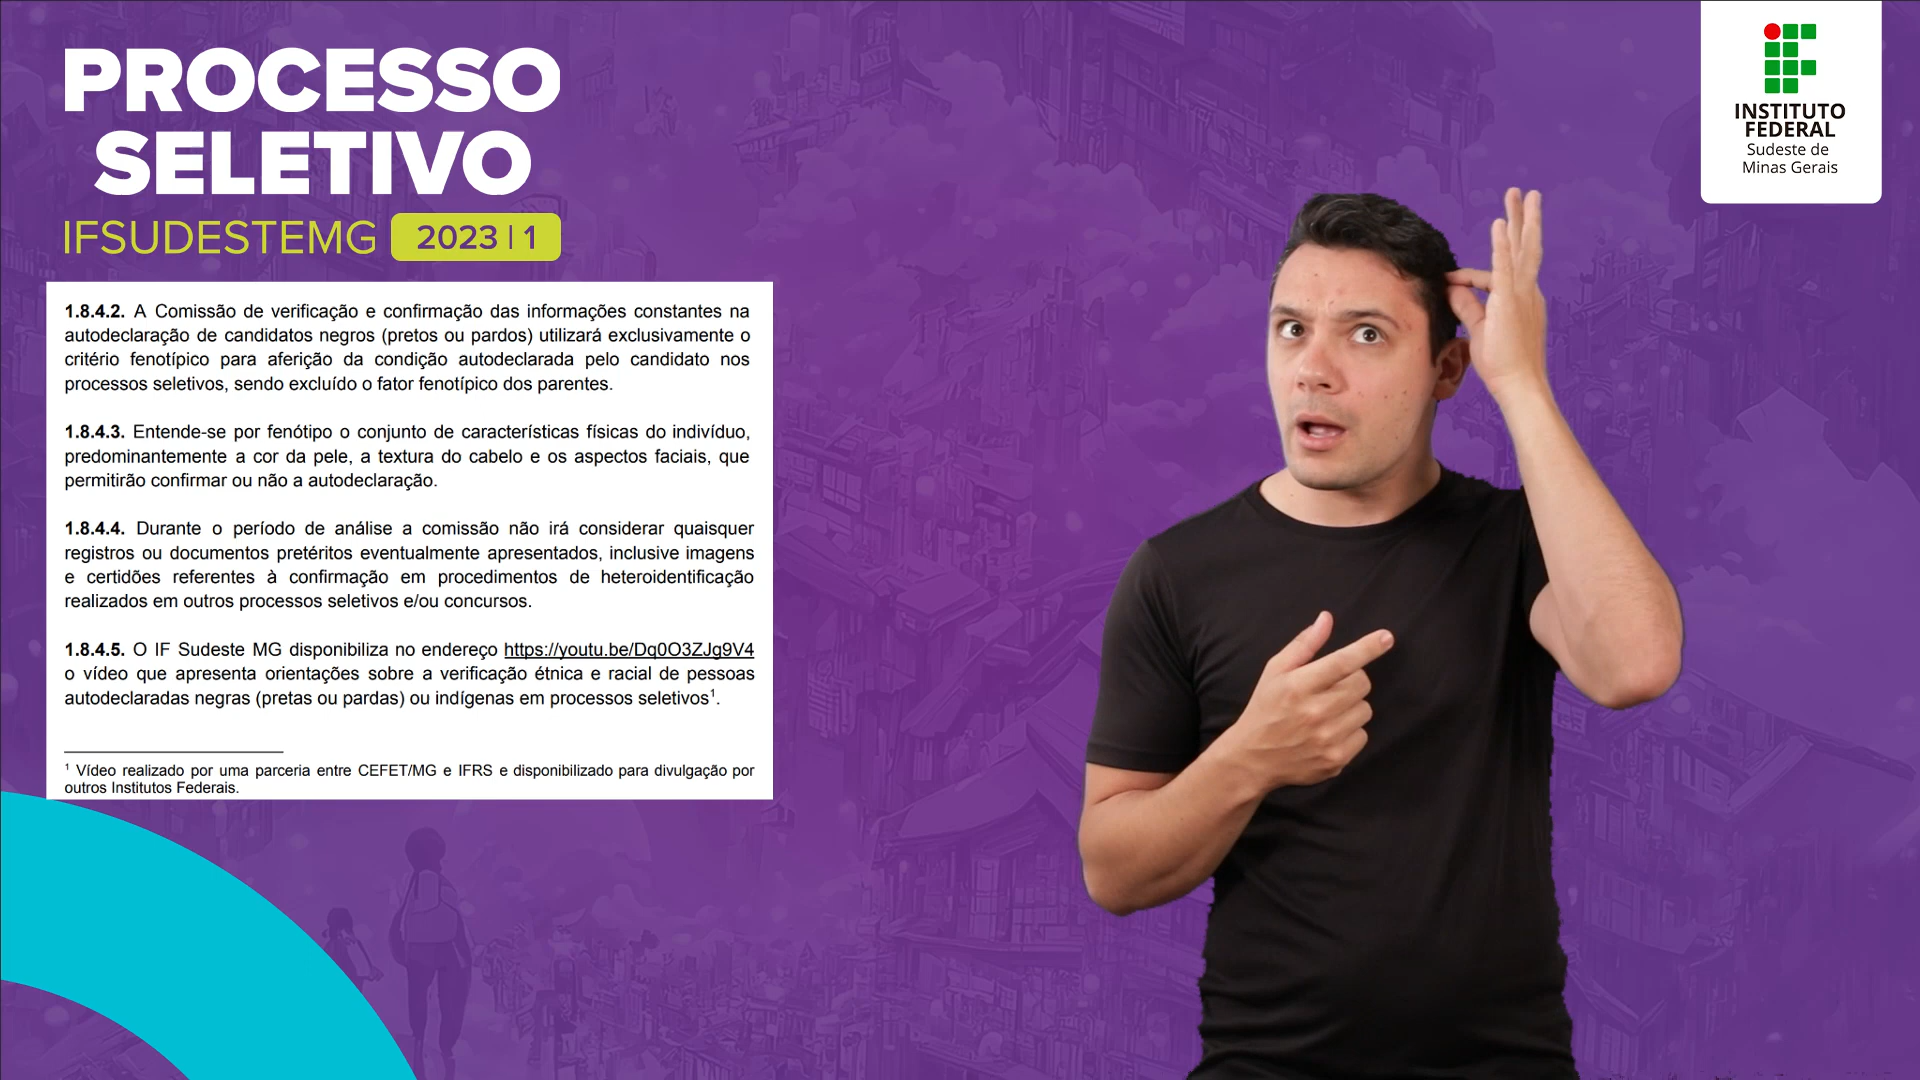 PROCESSO
SELETIVO
IFSUDESTEMG 2023 | 1
INSTITUTO
FEDERAL
Sudeste de
Minas Gerais
1.8.4.2. A Comissão de verificação e confirmação das informações constantes na
autodeclaração de candidatos negros (pretos ou pardos) utilizará exclusivamente o
critério fenotípico para aferição da condição autodeclarada pelo candidato nos
processos seletivos, sendo excluído o fator fenotípico dos parentes.
1.8.4.3. Entende-se por fenótipo o conjunto de características físicas do indivíduo,
predominantemente a cor da pele, a textura do cabelo e os aspectos faciais, que
permitirão confirmar ou não a autodeclaração.
1.8.4.4. Durante o período de análise a comissão não irá considerar quaisquer
registros ou documentos pretéritos eventualmente apresentados, inclusive imagens
e certidões referentes à confirmação em procedimentos de heteroidentificação
realizados em outros processos seletivos e/ou concursos.
1.8.4.5. O IF Sudeste MG disponibiliza no endereço https://youtu.be/Dq0O3ZJg9V4
o vídeo que apresenta orientações sobre a verificação étnica e racial de pessoas
autodeclaradas negras (pretas ou pardas) ou indígenas em processos seletivos¹.
¹ Vídeo realizado por uma parceria entre CEFET/MG e IFRS e disponibilizado para divulgação por
outros Institutos Federais.